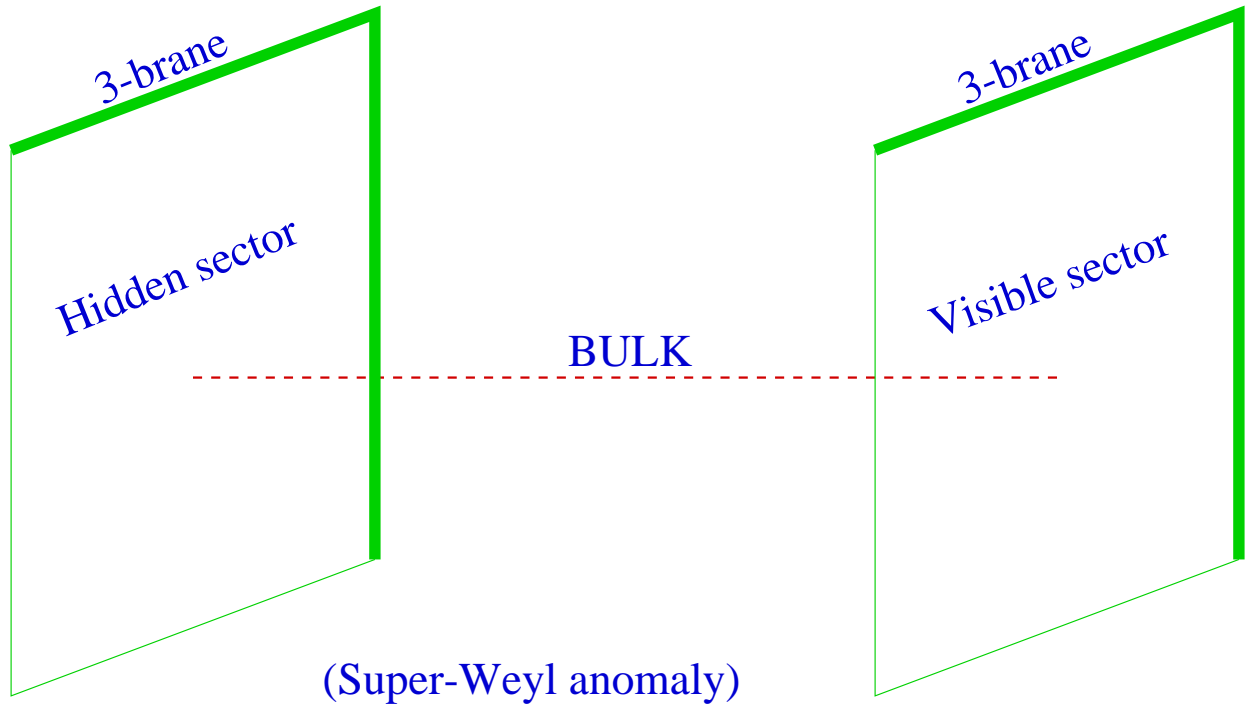 3-brane
3-brane
Hidden sector
Visible sector
BULK
(Super-Weyl anomaly)